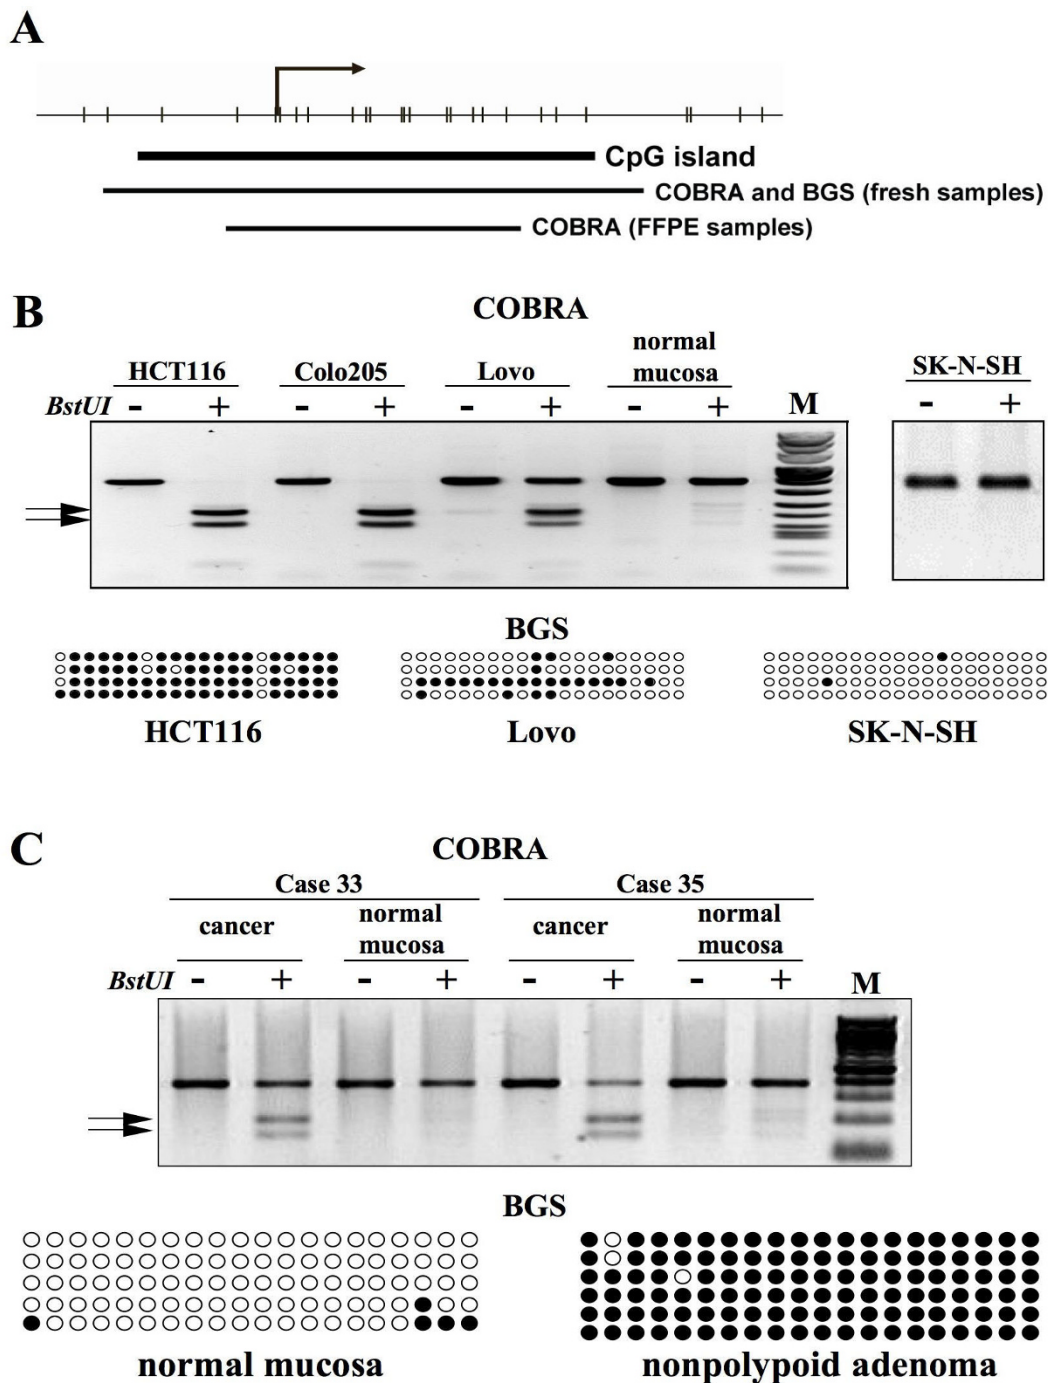 A
CpG island
COBRA and BGS (fresh samples)
COBRA (FFPE samples)
B
COBRA
HCT116 Colo205 Lovo normal mucosa SK-N-SH
BstUI - + - + - + - + M - +
BGS
HCT116 Lovo SK-N-SH
C
COBRA
Case 33 Case 35
cancer normal mucosa cancer normal mucosa
BstUI - + - + - + - + M
BGS
normal mucosa nonpolypoid adenoma